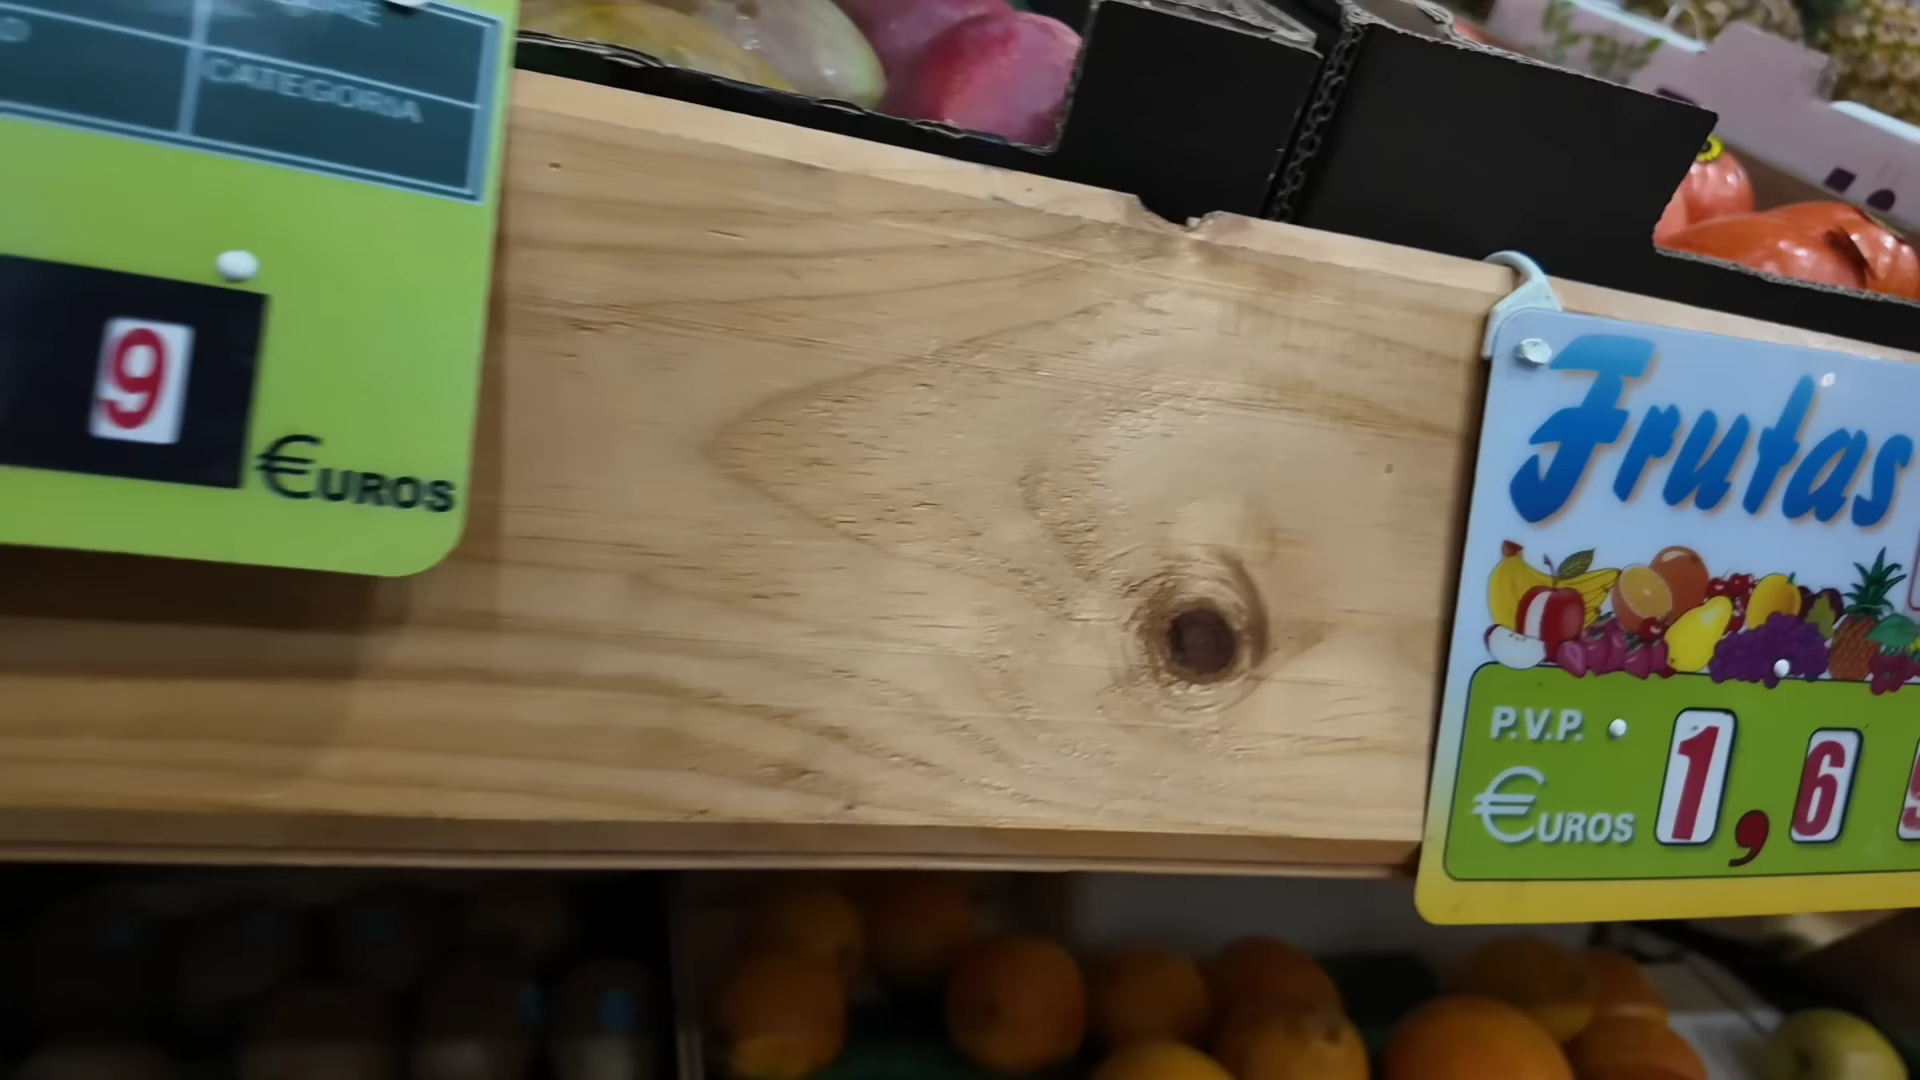 CATEGORIA
9
€UROS
Frutas
P.V.P.
€UROS
1,6